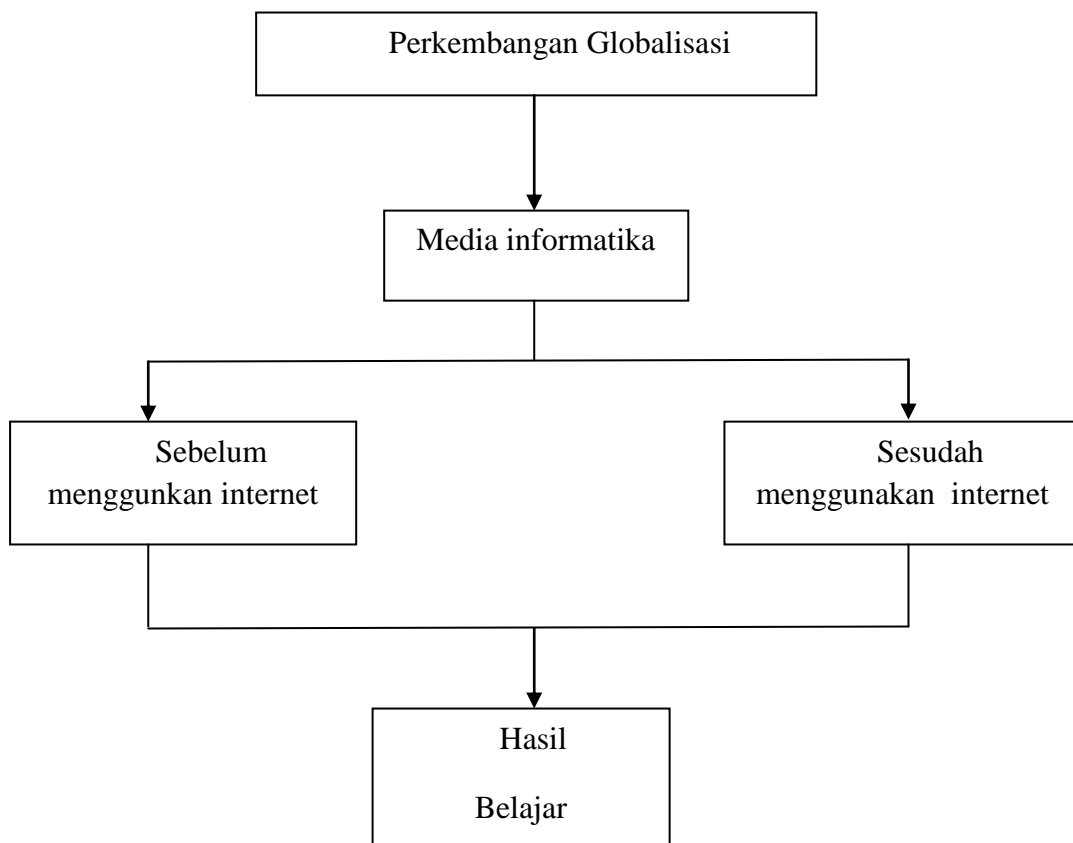 Perkembangan Globalisasi
Media informatika
Sebelum
menggunkan internet
Sesudah
menggunakan  internet
Hasil
Belajar